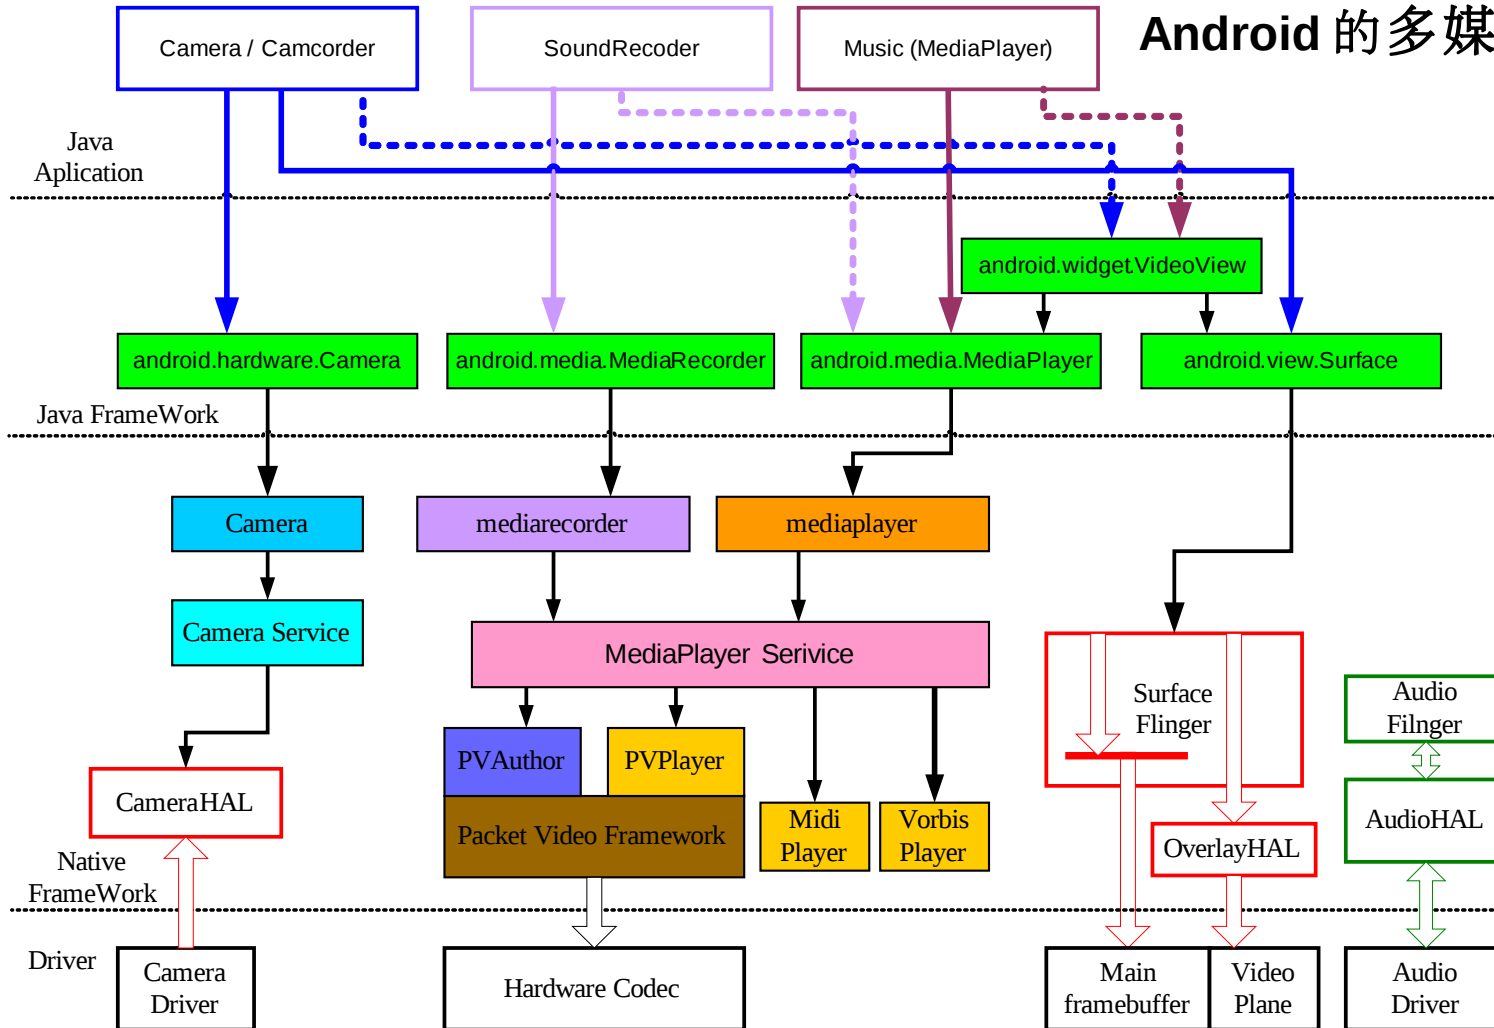 Android 的多媒
Camera / Camcorder
SoundRecoder
Music (MediaPlayer)
Java
Aplication
android.widget.VideoView
android.hardware.Camera
android.media.MediaRecorder
android.media.MediaPlayer
android.view.Surface
Java FrameWork
Camera
mediarecorder
mediaplayer
Camera Service
MediaPlayer Serivice
Surface
Flinger
Audio
Filnger
PVAuthor
PVPlayer
CameraHAL
Packet Video Framework
Midi
Player
Vorbis
Player
OverlayHAL
AudioHAL
Native
FrameWork
Driver
Camera
Driver
Hardware Codec
Main
framebuffer
Video
Plane
Audio
Driver